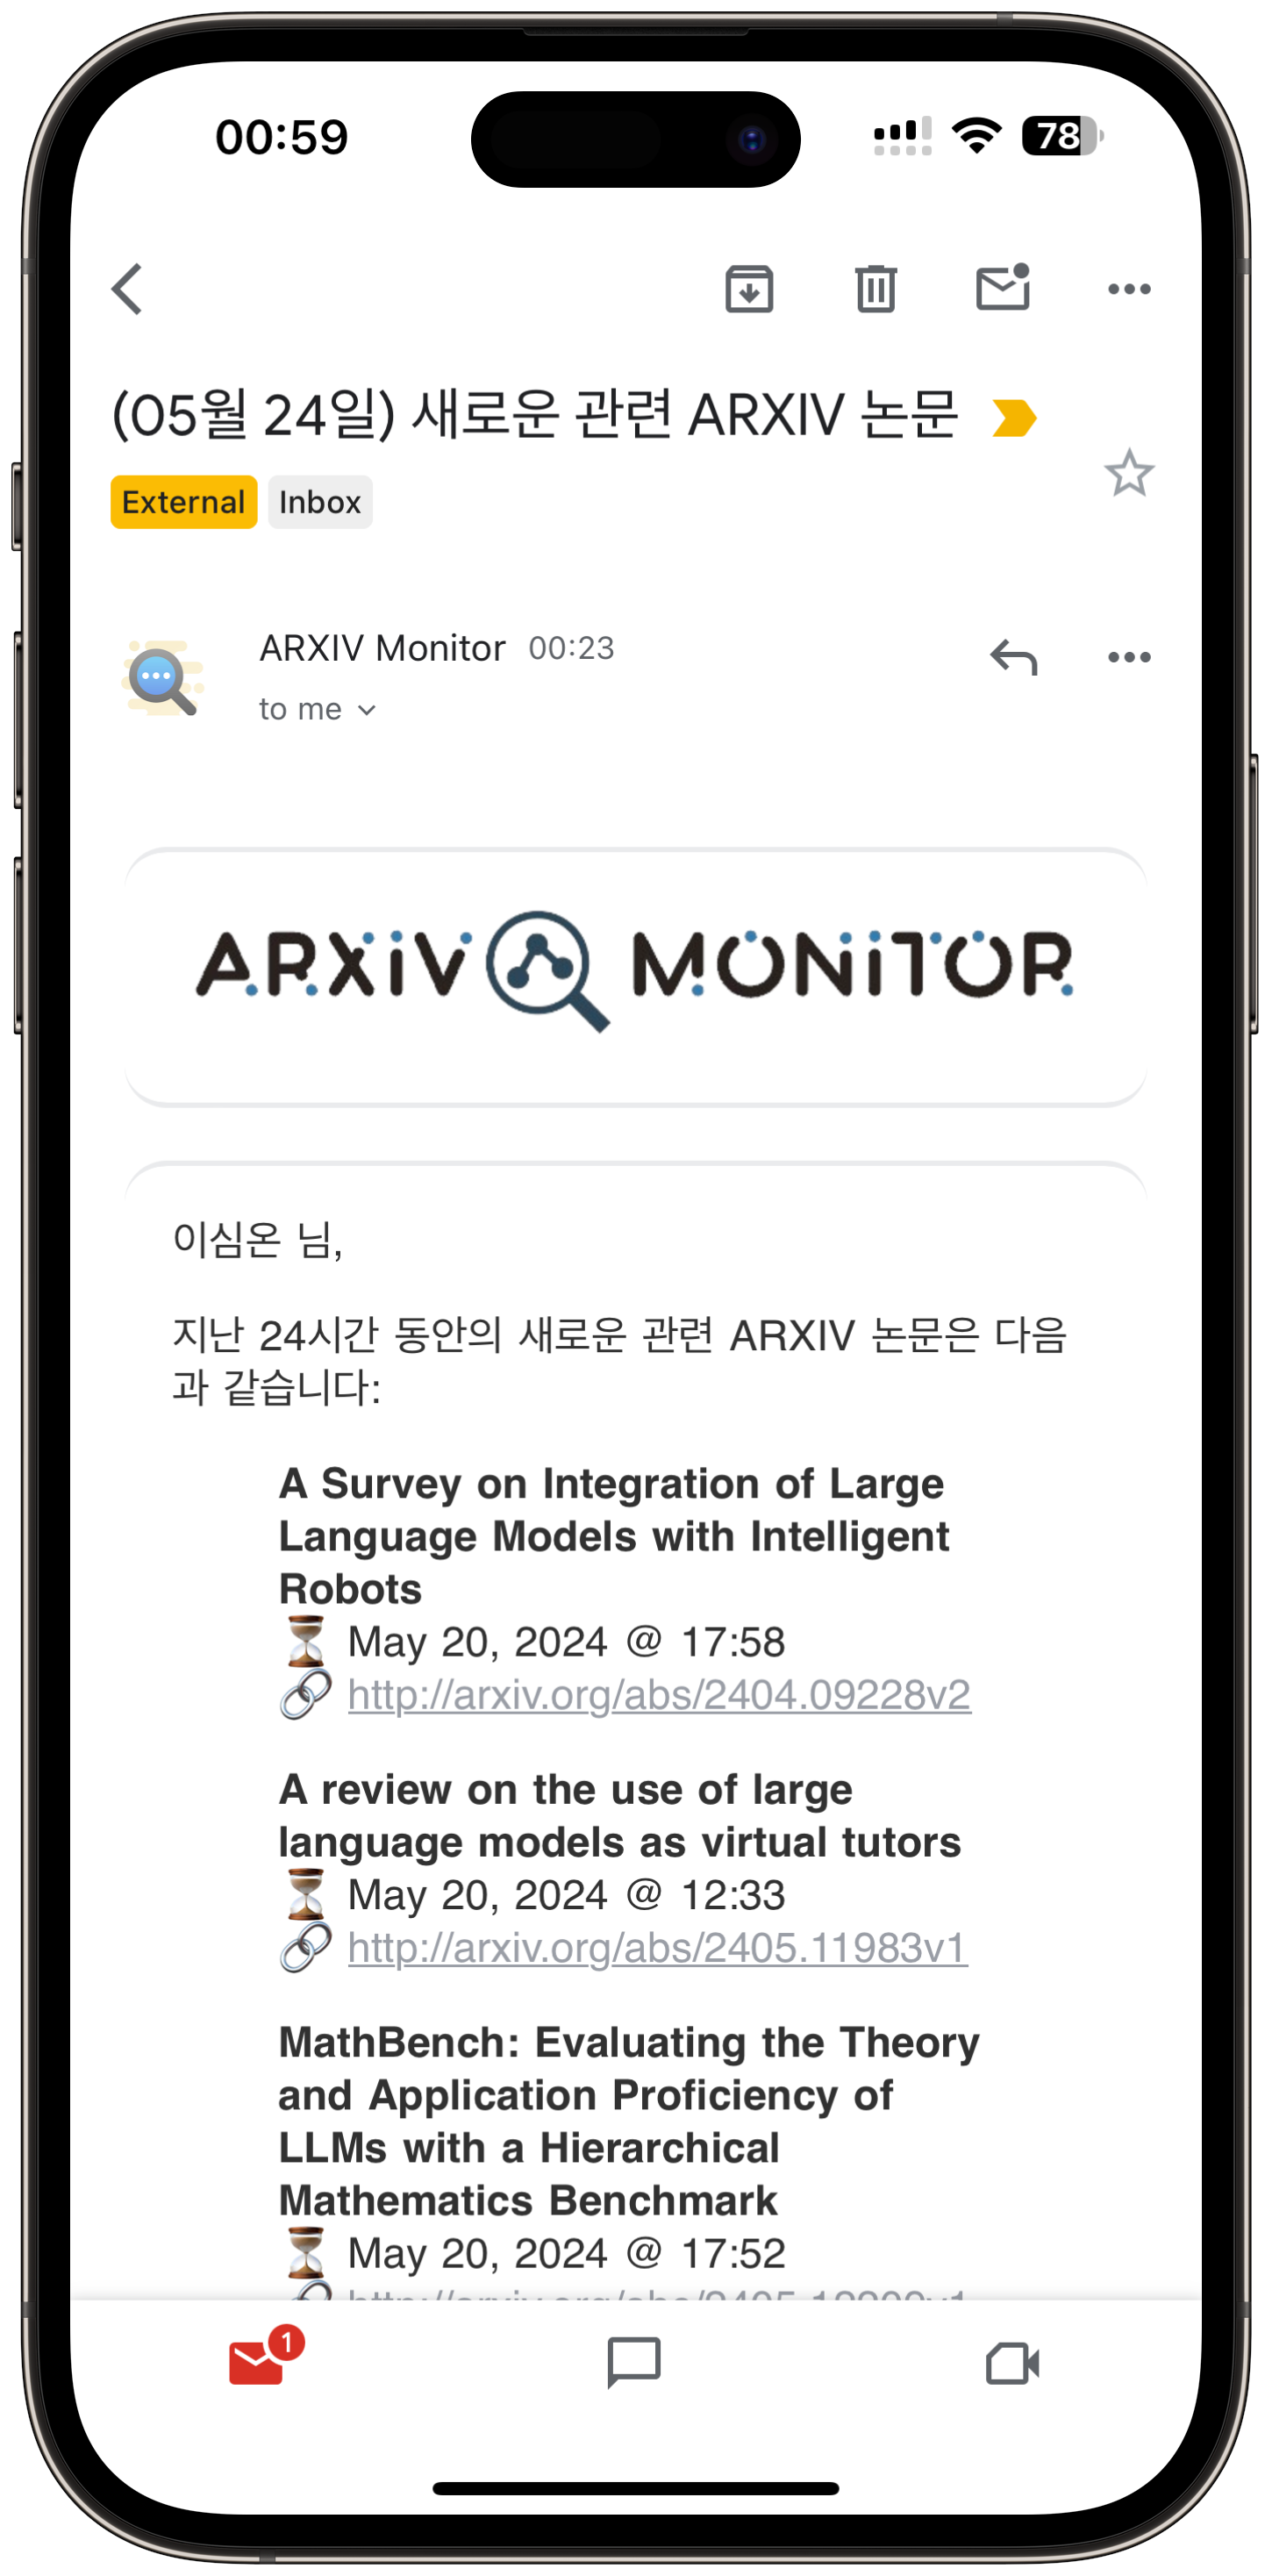 00:59
78
(05월 24일) 새로운 관련 ARXIV 논문
External Inbox
ARXIV Monitor 00:23
to me
ARXIV MONITOR
이심온 님,
지난 24시간 동안의 새로운 관련 ARXIV 논문은 다음
과 같습니다:
A Survey on Integration of Large
Language Models with Intelligent
Robots
May 20, 2024 @ 17:58
http://arxiv.org/abs/2404.09228v2
A review on the use of large
language models as virtual tutors
May 20, 2024 @ 12:33
http://arxiv.org/abs/2405.11983v1
MathBench: Evaluating the Theory
and Application Proficiency of
LLMs with a Hierarchical
Mathematics Benchmark
May 20, 2024 @ 17:52
1